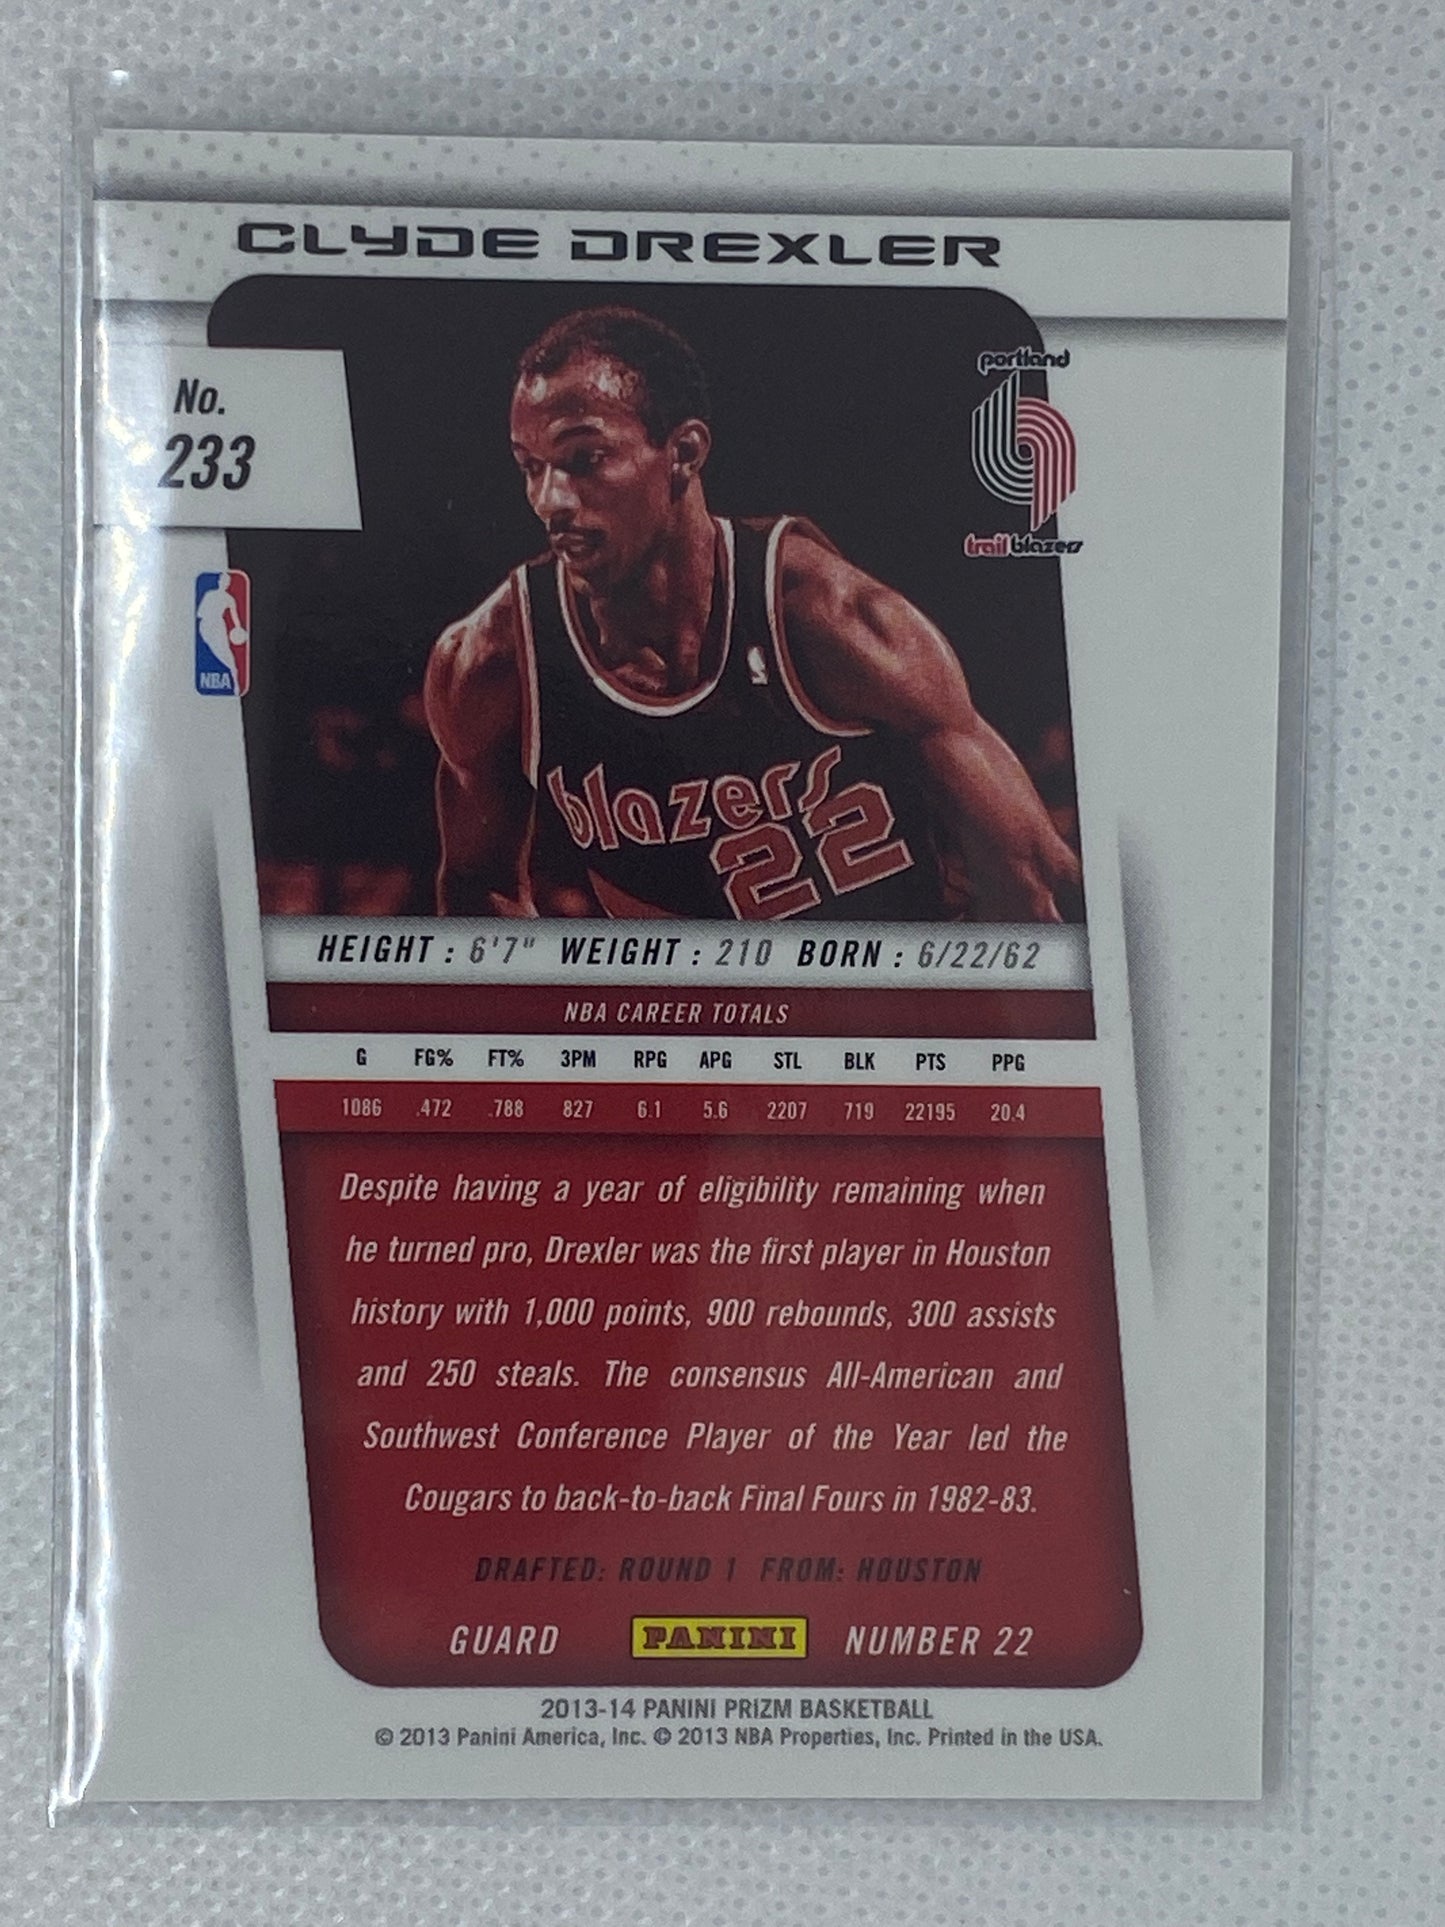 CLYDE DREXLER
No.
233
portland
trail blazers
NBA
blazers
22
HEIGHT : 6'7" WEIGHT : 210 BORN : 6/22/62
NBA CAREER TOTALS
G FG% FT% 3PM RPG APG STL BLK PTS PPG
1086 .472 .788 827 6.1 5.6 2207 719 22195 20.4
Despite having a year of eligibility remaining when
he turned pro, Drexler was the first player in Houston
history with 1,000 points, 900 rebounds, 300 assists
and 250 steals. The consensus All-American and
Southwest Conference Player of the Year led the
Cougars to back-to-back Final Fours in 1982-83.
DRAFTED: ROUND 1 FROM: HOUSTON
GUARD PANINI NUMBER 22
2013-14 PANINI PRIZM BASKETBALL
© 2013 Panini America, Inc. © 2013 NBA Properties, Inc. Printed in the USA.